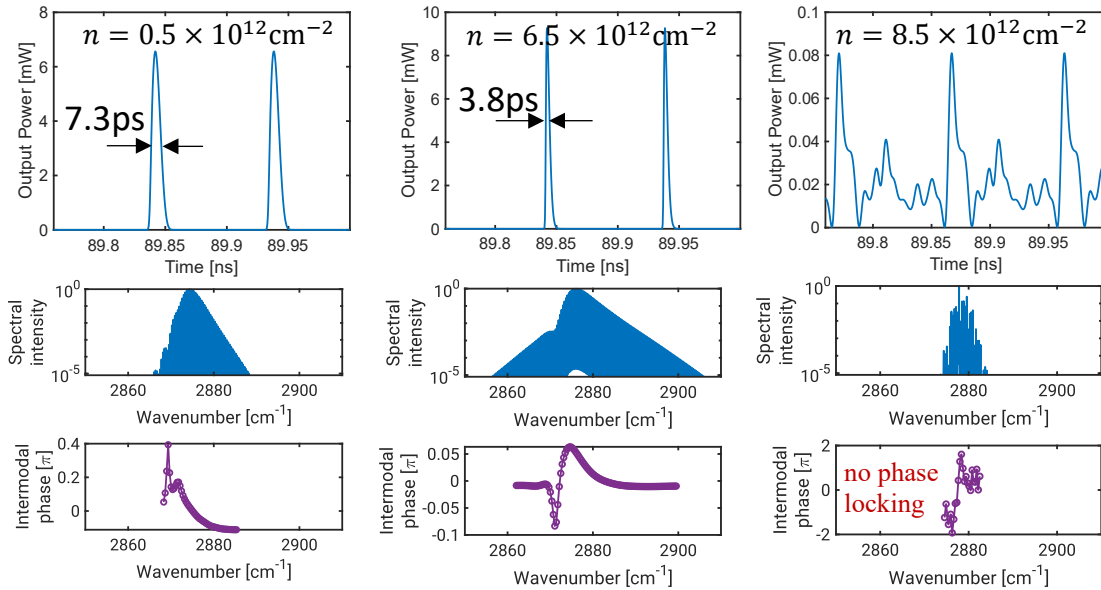 n = 0.5 × 10¹²cm⁻²
Output Power [mW]
8
6
4
2
0
7.3ps
89.8 89.85 89.9 89.95
Time [ns]
n = 6.5 × 10¹²cm⁻²
Output Power [mW]
10
8
6
4
2
0
3.8ps
89.8 89.85 89.9 89.95
Time [ns]
n = 8.5 × 10¹²cm⁻²
Output Power [mW]
0.1
0.08
0.06
0.04
0.02
0
89.8 89.85 89.9 89.95
Time [ns]
Spectral
intensity
10⁰
10⁻⁵
2860 2880 2900
Wavenumber [cm⁻¹]
Spectral
intensity
10⁰
10⁻⁵
2860 2880 2900
Wavenumber [cm⁻¹]
Spectral
intensity
10⁰
10⁻⁵
2860 2880 2900
Wavenumber [cm⁻¹]
Intermodal
phase [π]
0.4
0.2
0
2860 2880 2900
Wavenumber [cm⁻¹]
Intermodal
phase [π]
0.05
0
-0.05
-0.1
2860 2880 2900
Wavenumber [cm⁻¹]
Intermodal
phase [π]
2
0
-2
no phase
locking
2860 2880 2900
Wavenumber [cm⁻¹]